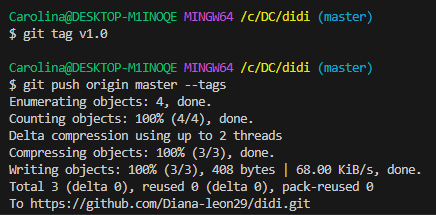 Carolina@DESKTOP-M1INOQE MINGW64 /c/DC/didi (master)
$ git tag v1.0
Carolina@DESKTOP-M1INOQE MINGW64 /c/DC/didi (master)
$ git push origin master --tags
Enumerating objects: 4, done.
Counting objects: 100% (4/4), done.
Delta compression using up to 2 threads
Compressing objects: 100% (3/3), done.
Writing objects: 100% (3/3), 408 bytes | 68.00 KiB/s, done.
Total 3 (delta 0), reused 0 (delta 0), pack-reused 0
To https://github.com/Diana-leon29/didi.git